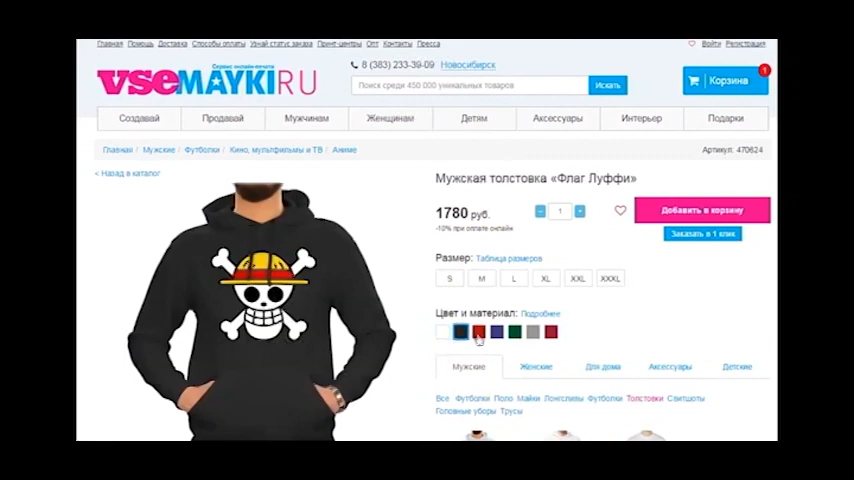 Главная Помощь Доставка Способы оплаты Узнай статус заказа Принт-центры Опт Контакты Пресса Войти Регистрация
Сервис онлайн-печати
VSEMAYKI RU
8 (383) 233-39-09 Новосибирск
Поиск среди 450 000 уникальных товаров Искать
Корзина 1
Создавай Продавай Мужчинам Женщинам Детям Аксессуары Интерьер Подарки
Главная / Мужские / Футболки / Кино, мультфильмы и ТВ / Аниме Артикул: 470624
< Назад в каталог
Мужская толстовка «Флаг Луффи»
1780 руб. - 1 + Добавить в корзину
-10% при оплате онлайн Заказать в 1 клик
Размер: Таблица размеров
S M L XL XXL XXXL
Цвет и материал: Подробнее
Мужские Женские Для дома Аксессуары Детские
Все Футболки Поло Майки Лонгсливы Футболки Толстовки Свитшоты
Головные уборы Трусы